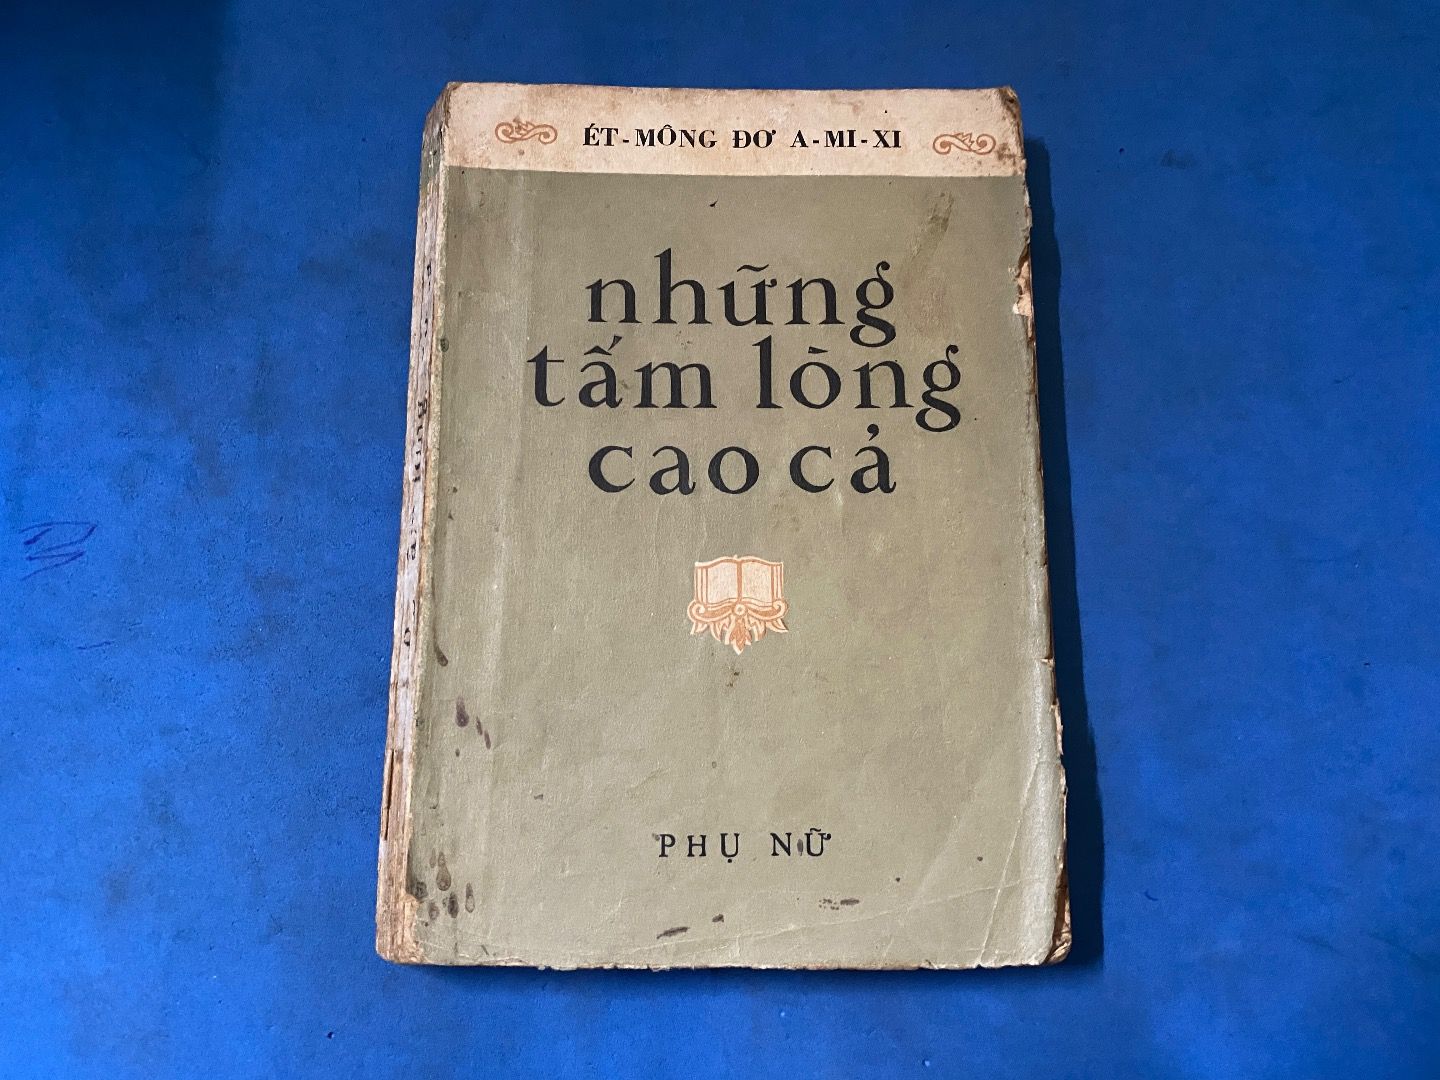 ÉT-MÔNG ĐƠ A-MI-XI
những
tấm lòng
cao cả
PHỤ NỮ